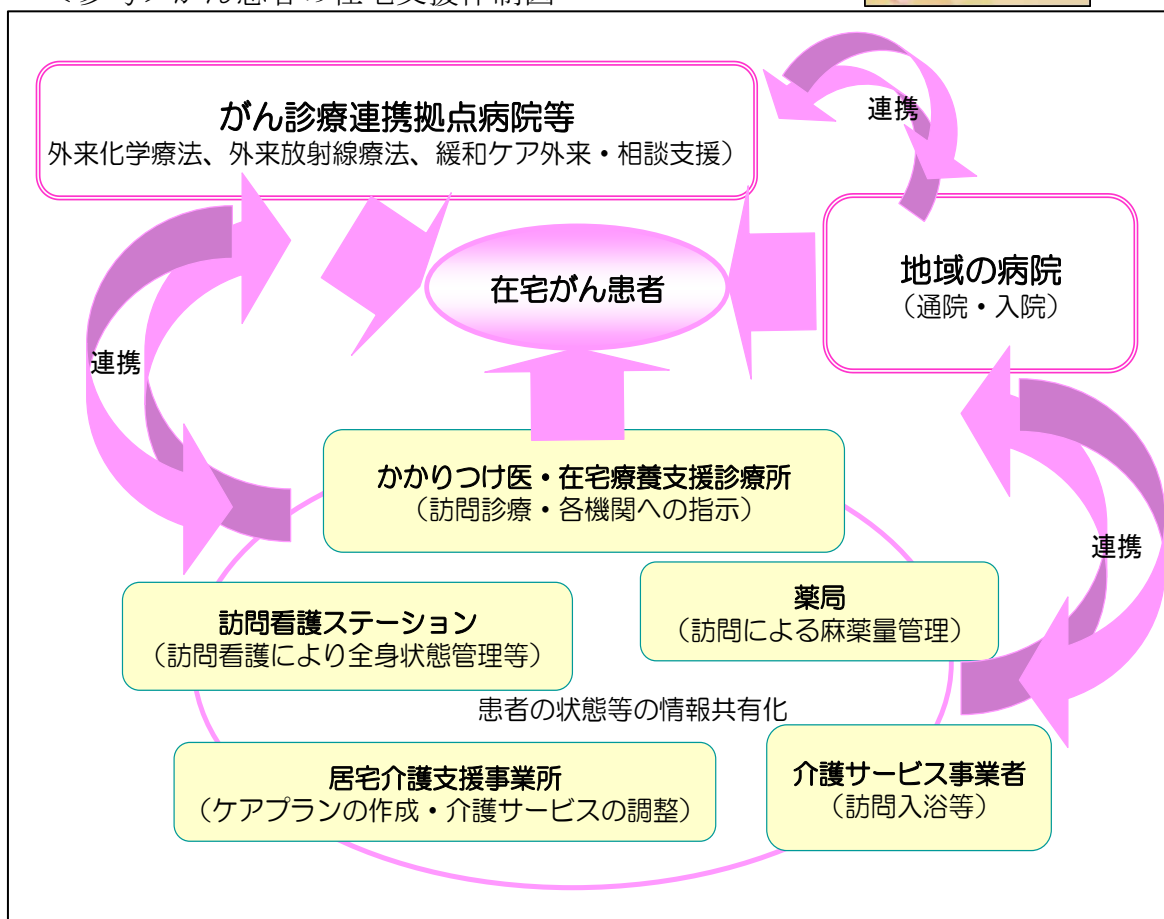 がん診療連携拠点病院等
外来化学療法、外来放射線療法、緩和ケア外来・相談支援）
連携
地域の病院
（通院・入院）
在宅がん患者
連携
かかりつけ医・在宅療養支援診療所
（訪問診療・各機関への指示）
連携
訪問看護ステーション
（訪問看護により全身状態管理等）
薬局
（訪問による麻薬量管理）
患者の状態等の情報共有化
居宅介護支援事業所
（ケアプランの作成・介護サービスの調整）
介護サービス事業者
（訪問入浴等）